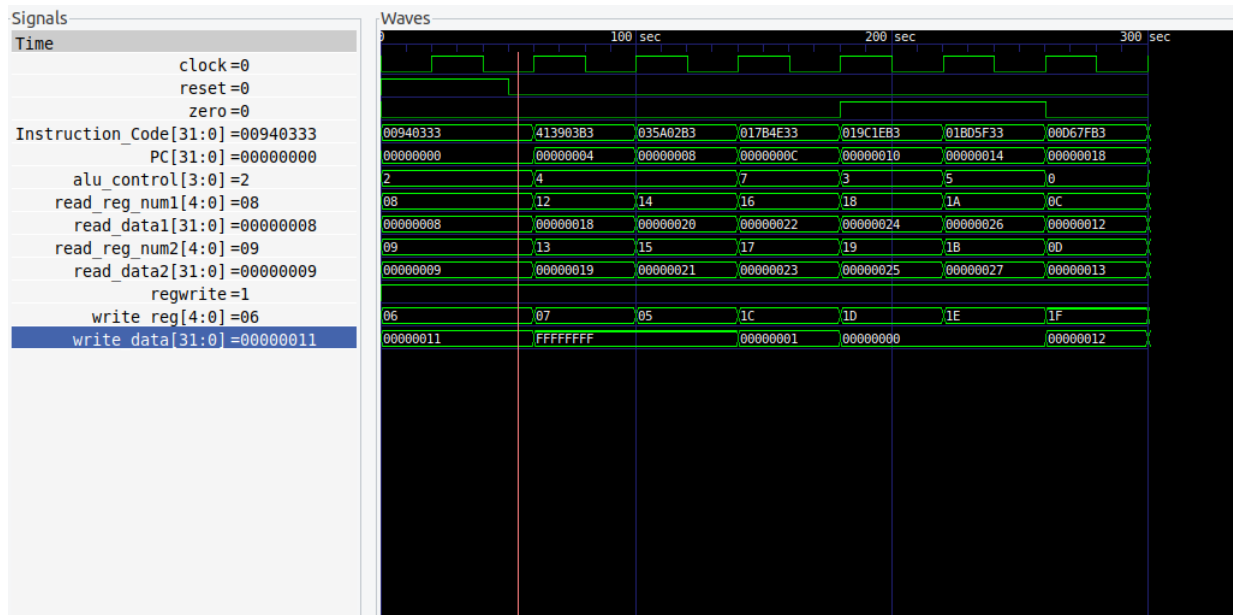 Signals
Waves
Time
0 100 sec 200 sec 300 sec
clock=0
reset=0
zero=0
Instruction_Code[31:0]=00940333 00940333 413903B3 035A02B3 017B4E33 019C1EB3 01BD5F33 00D67FB3
PC[31:0]=00000000 00000000 00000004 00000008 0000000C 00000010 00000014 00000018
alu_control[3:0]=2 2 4 7 3 5 0
read_reg_num1[4:0]=08 08 12 14 16 18 1A 0C
read_data1[31:0]=00000008 00000008 00000018 00000020 00000022 00000024 00000026 00000012
read_reg_num2[4:0]=09 09 13 15 17 19 1B 0D
read_data2[31:0]=00000009 00000009 00000019 00000021 00000023 00000025 00000027 00000013
regwrite=1
write_reg[4:0]=06 06 07 05 1C 1D 1E 1F
write_data[31:0]=00000011 00000011 FFFFFFFF 00000001 00000000 00000012